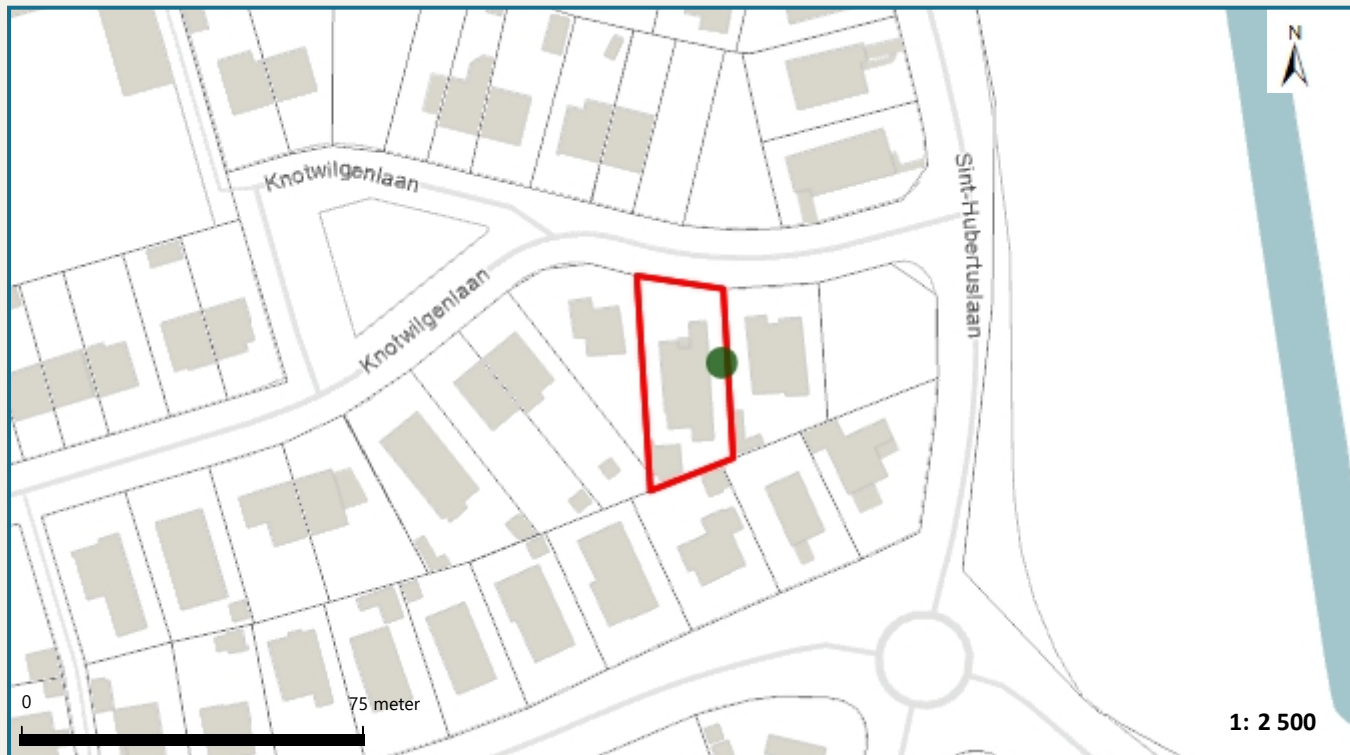 N
Knotwilgenlaan
Sint-Hubertuslaan
Knotwilgenlaan
0
75 meter
1: 2 500